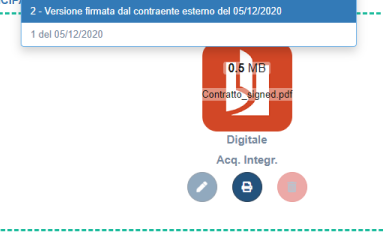 CIPA
2 - Versione firmata dal contraente esterno del 05/12/2020
1 del 05/12/2020
0.5 MB
Contratto_signed.pdf
Digitale
Acq. Integr.